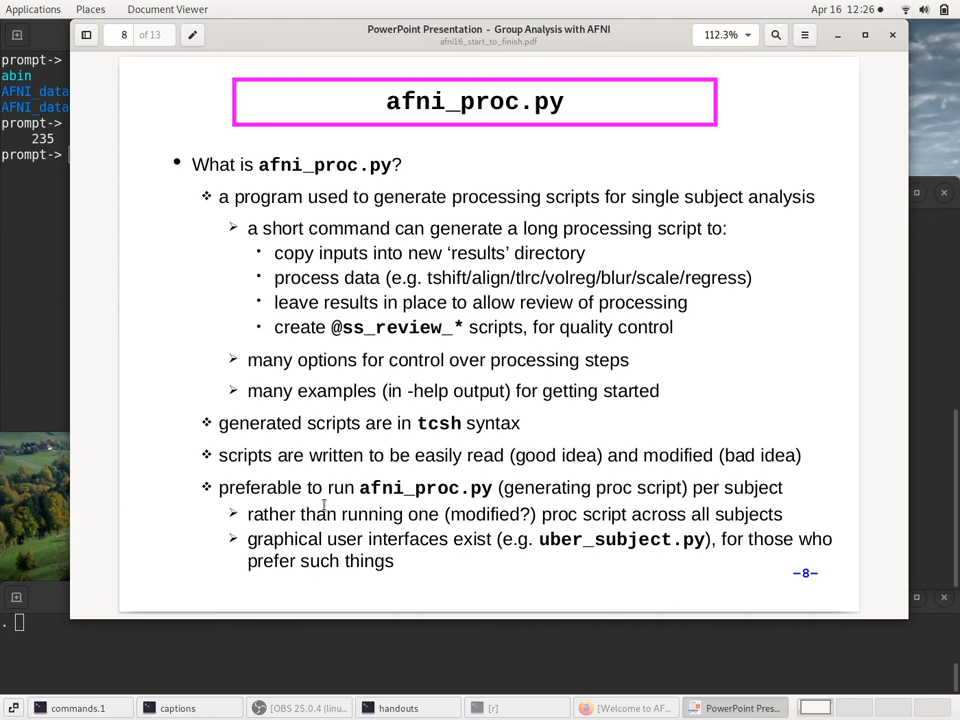 Applications Places Document Viewer Apr 16 12:26
8 of 13 PowerPoint Presentation - Group Analysis with AFNI 112.3%
afni16_start_to_finish.pdf
prompt->
abin
AFNI_data
AFNI_data
prompt->
235
prompt->
afni_proc.py
• What is afni_proc.py?
❖ a program used to generate processing scripts for single subject analysis
➢ a short command can generate a long processing script to:
• copy inputs into new ‘results’ directory
• process data (e.g. tshift/align/tlrc/volreg/blur/scale/regress)
• leave results in place to allow review of processing
• create @ss_review_* scripts, for quality control
➢ many options for control over processing steps
➢ many examples (in -help output) for getting started
❖ generated scripts are in tcsh syntax
❖ scripts are written to be easily read (good idea) and modified (bad idea)
❖ preferable to run afni_proc.py (generating proc script) per subject
➢ rather than running one (modified?) proc script across all subjects
➢ graphical user interfaces exist (e.g. uber_subject.py), for those who
prefer such things
–8–
.
commands.1 captions [OBS 25.0.4 (linu... handouts [r] [Welcome to AF... PowerPoint Pres...